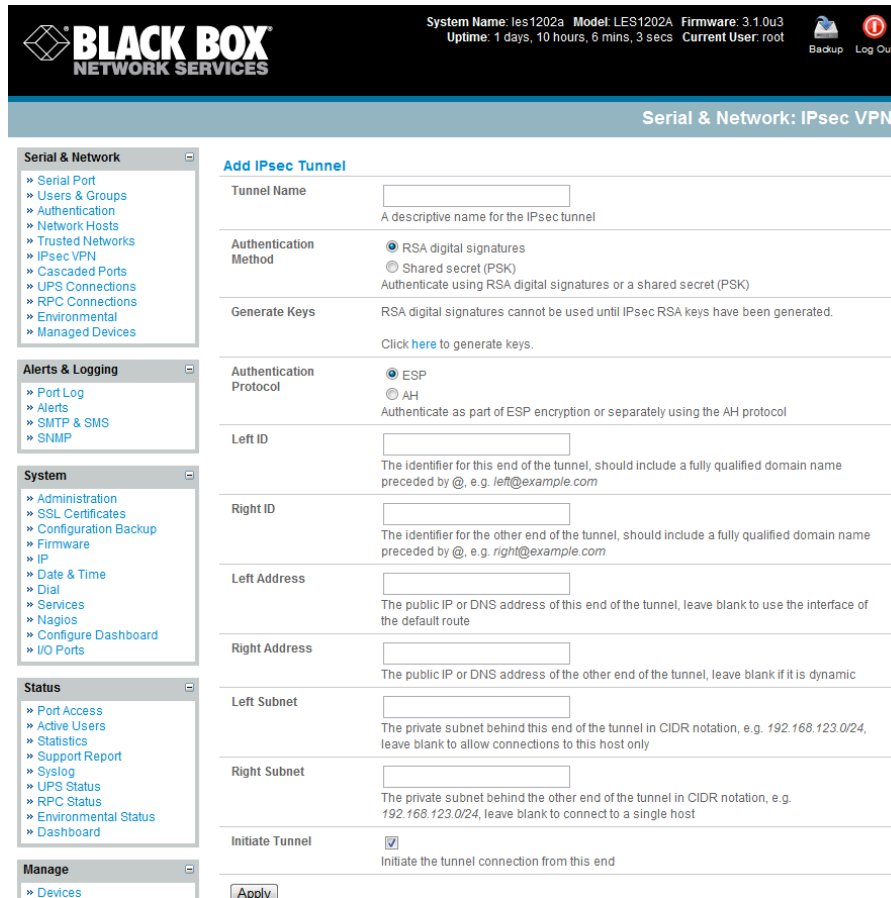 BLACK BOX
NETWORK SERVICES
System Name: les1202a Model: LES1202A Firmware: 3.1.0u3
Uptime: 1 days, 10 hours, 6 mins, 3 secs Current User: root
Backup Log Ou
Serial & Network: IPsec VPN
Serial & Network
» Serial Port
» Users & Groups
» Authentication
» Network Hosts
» Trusted Networks
» IPsec VPN
» Cascaded Ports
» UPS Connections
» RPC Connections
» Environmental
» Managed Devices
Alerts & Logging
» Port Log
» Alerts
» SMTP & SMS
» SNMP
System
» Administration
» SSL Certificates
» Configuration Backup
» Firmware
» IP
» Date & Time
» Dial
» Services
» Nagios
» Configure Dashboard
» I/O Ports
Status
» Port Access
» Active Users
» Statistics
» Support Report
» Syslog
» UPS Status
» RPC Status
» Environmental Status
» Dashboard
Manage
» Devices
Add IPsec Tunnel
Tunnel Name
A descriptive name for the IPsec tunnel
Authentication
Method
RSA digital signatures
Shared secret (PSK)
Authenticate using RSA digital signatures or a shared secret (PSK)
Generate Keys
RSA digital signatures cannot be used until IPsec RSA keys have been generated.
Click here to generate keys.
Authentication
Protocol
ESP
AH
Authenticate as part of ESP encryption or separately using the AH protocol
Left ID
The identifier for this end of the tunnel, should include a fully qualified domain name
preceded by @, e.g. left@example.com
Right ID
The identifier for the other end of the tunnel, should include a fully qualified domain name
preceded by @, e.g. right@example.com
Left Address
The public IP or DNS address of this end of the tunnel, leave blank to use the interface of
the default route
Right Address
The public IP or DNS address of the other end of the tunnel, leave blank if it is dynamic
Left Subnet
The private subnet behind this end of the tunnel in CIDR notation, e.g. 192.168.123.0/24,
leave blank to allow connections to this host only
Right Subnet
The private subnet behind the other end of the tunnel in CIDR notation, e.g.
192.168.123.0/24, leave blank to connect to a single host
Initiate Tunnel
Initiate the tunnel connection from this end
Apply